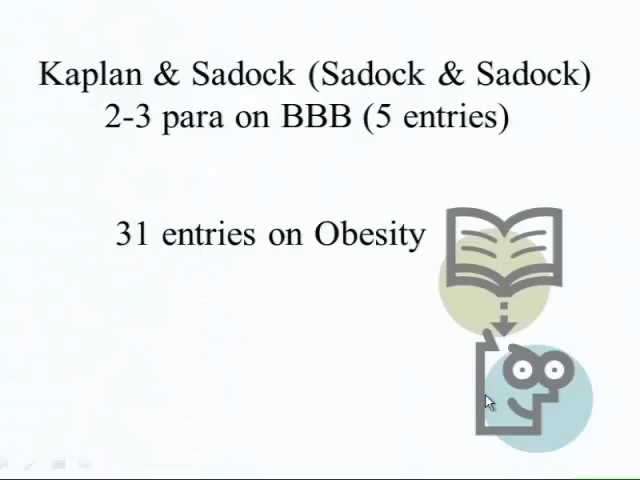 Kaplan & Sadock (Sadock & Sadock)
2-3 para on BBB (5 entries)
31 entries on Obesity